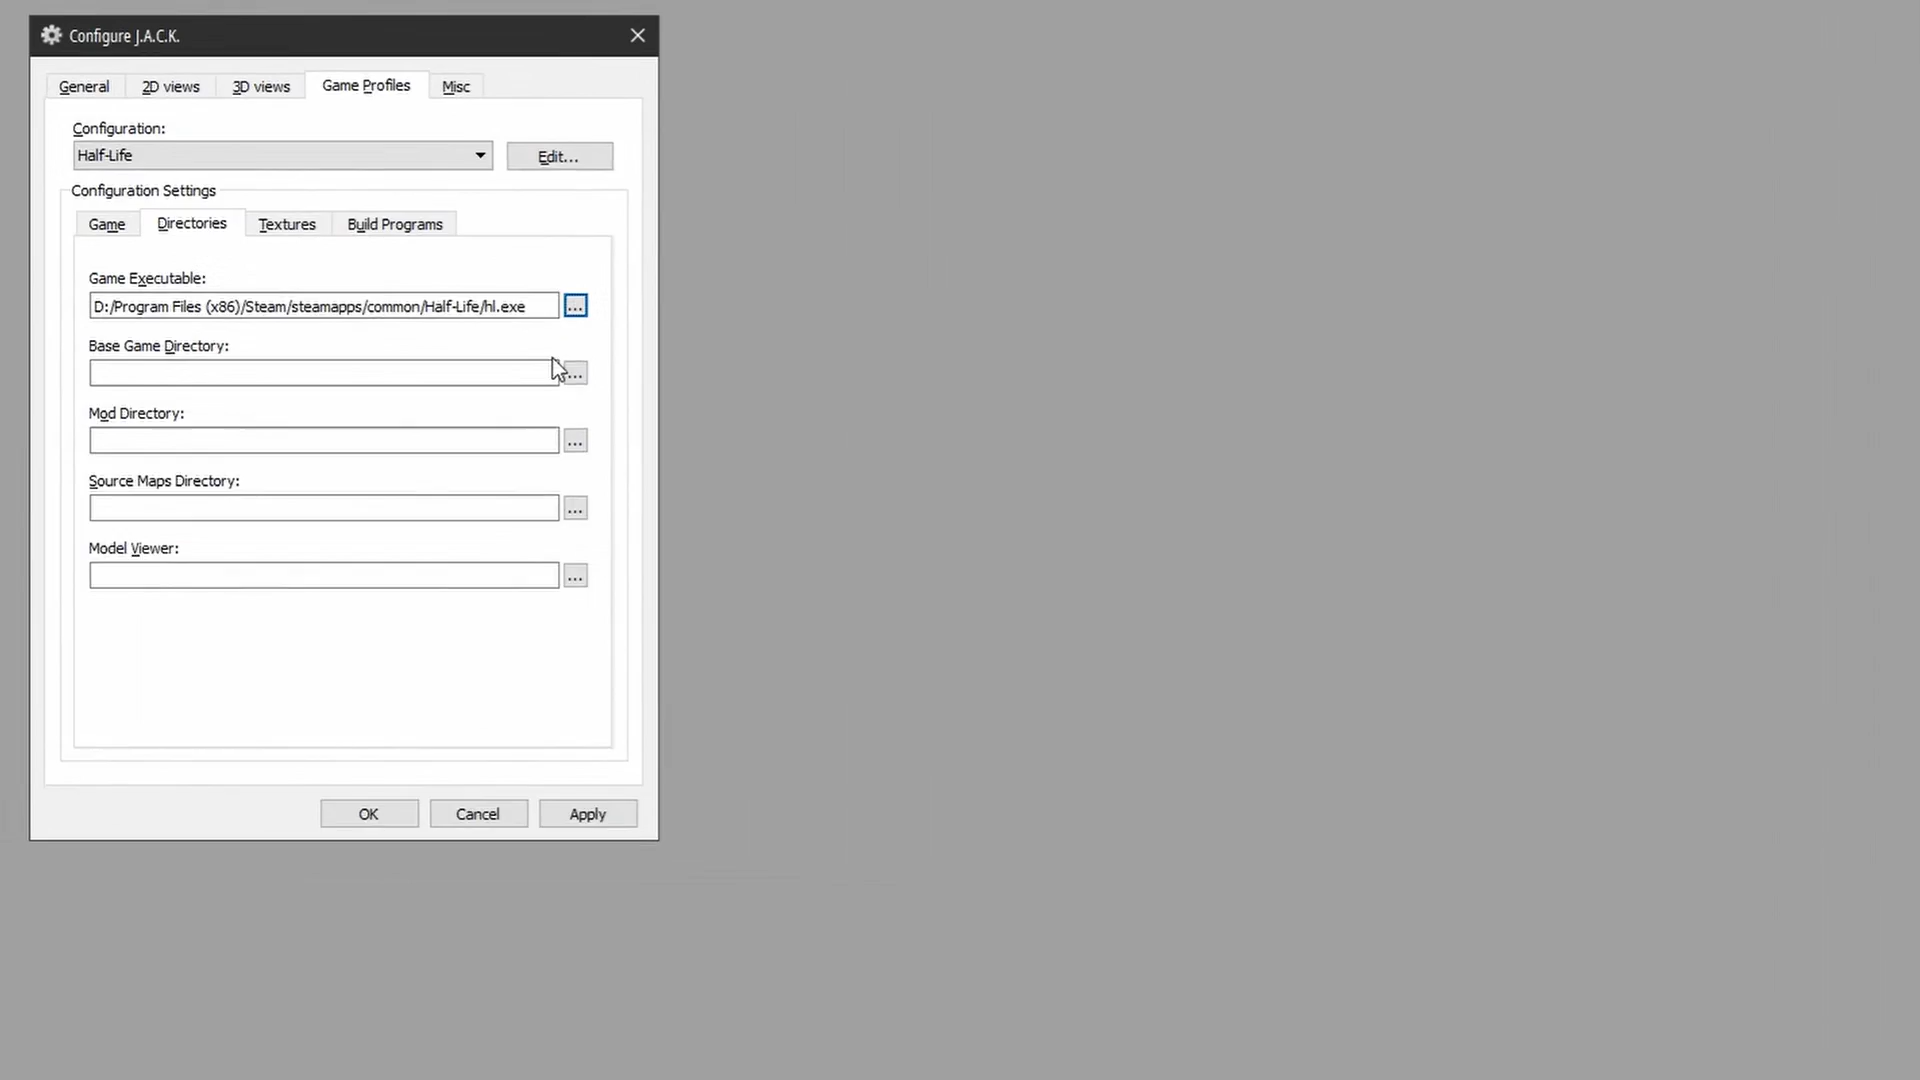 Configure J.A.C.K.
General 2D views 3D views Game Profiles Misc
Configuration:
Half-Life Edit...
Configuration Settings
Game Directories Textures Build Programs
Game Executable:
D:/Program Files (x86)/Steam/steamapps/common/Half-Life/hl.exe ...
Base Game Directory:
...
Mod Directory:
...
Source Maps Directory:
...
Model Viewer:
...
OK Cancel Apply